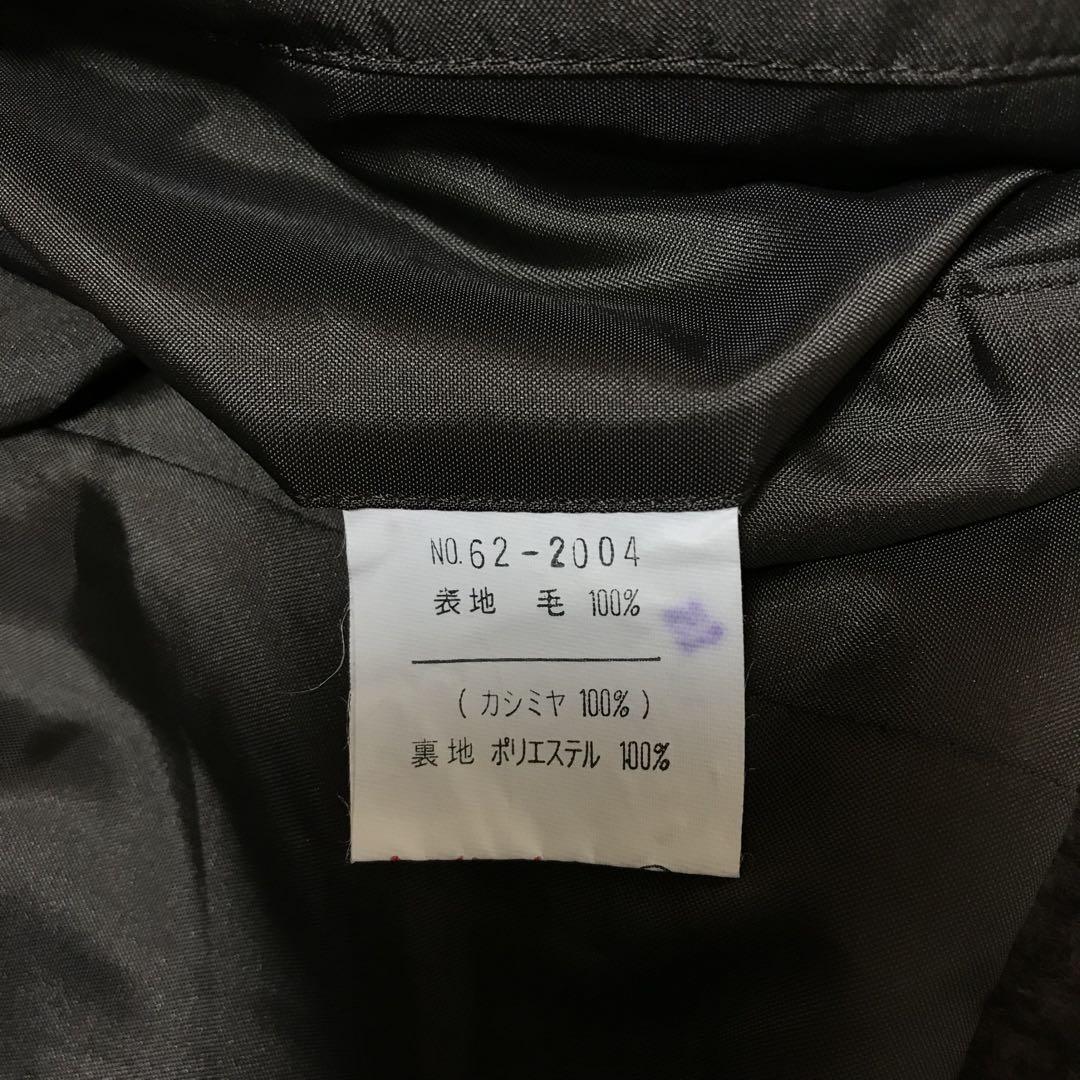 NO. 62-2004
表地 毛 100%
( カシミヤ 100% )
裏地 ポリエステル 100%